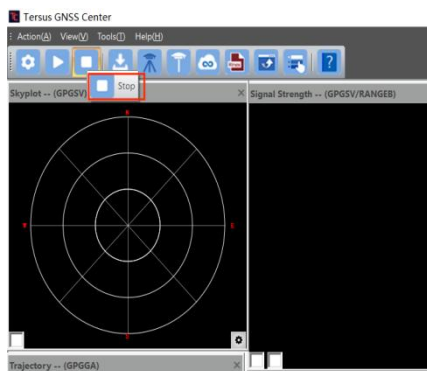 Tersus GNSS Center
Action(A) View(V) Tools(T) Help(H)
Stop
Skyplot -- (GPGSV)
Signal Strength -- (GPGSV/RANGEB)
N
W
E
S
Trajectory -- (GPGGA)